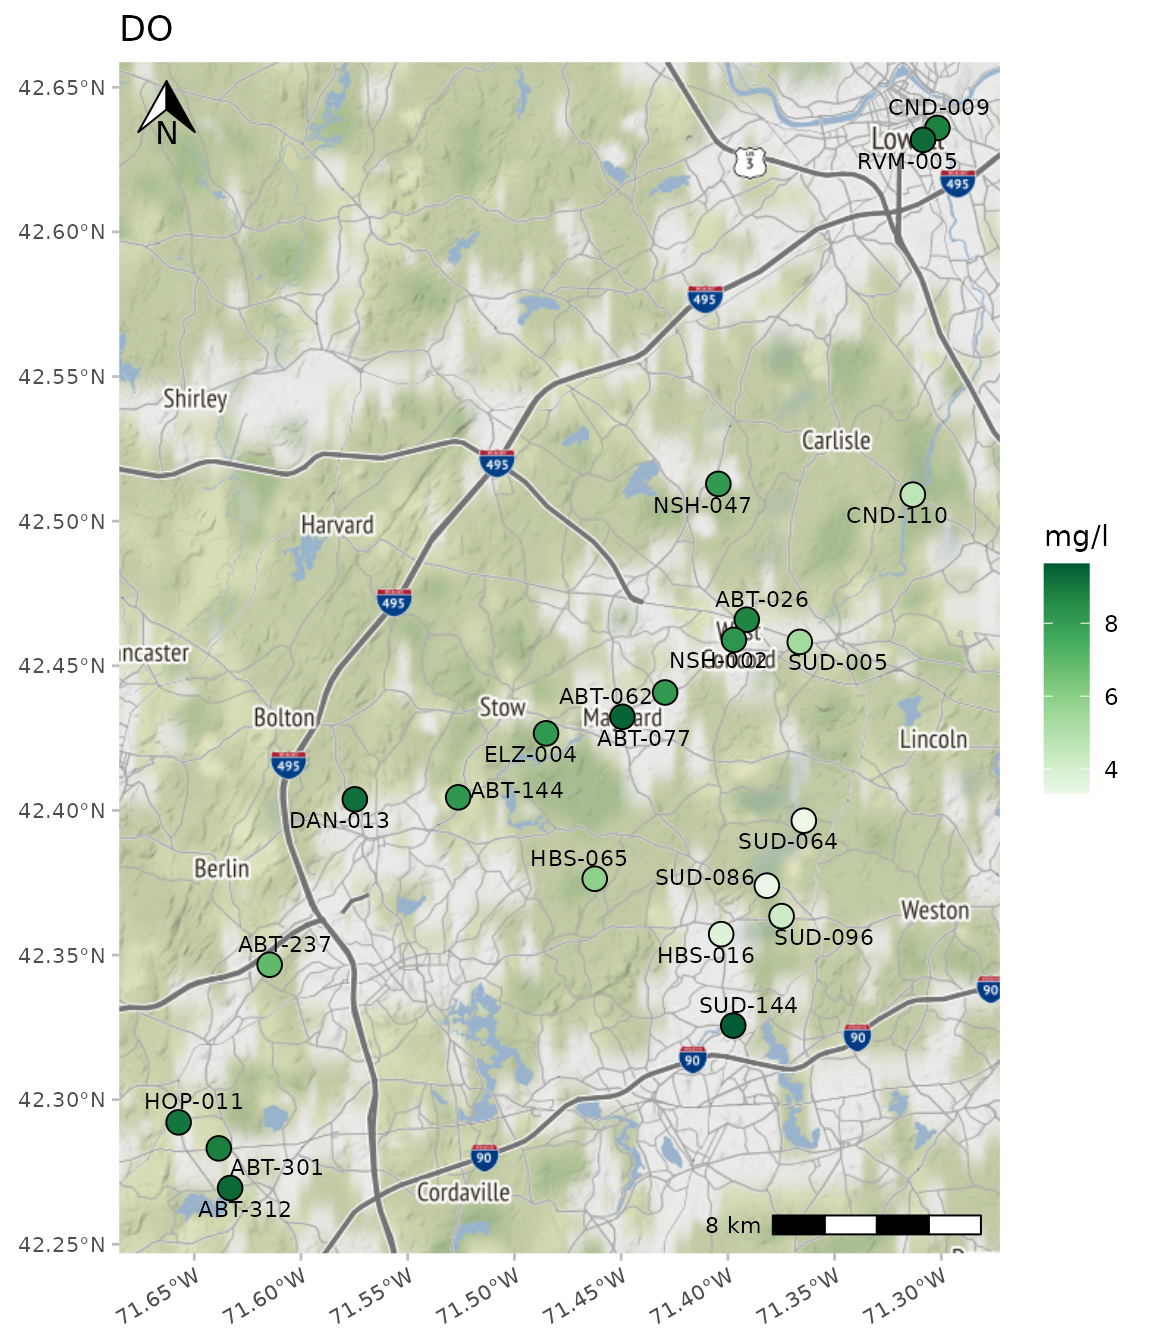 DO
42.65°N
42.60°N
42.55°N
42.50°N
42.45°N
42.40°N
42.35°N
42.30°N
42.25°N
N
CND-009
Lowell
RVM-005
3
495
495
Shirley
Carlisle
495
NSH-047
CND-110
Harvard
495
ABT-026
West
Concord
NSH-002
SUD-005
ncaster
ABT-062
Stow
Maynard
Bolton
ABT-077
Lincoln
ELZ-004
495
ABT-144
DAN-013
SUD-064
HBS-065
Berlin
SUD-086
Weston
SUD-096
ABT-237
HBS-016
90
SUD-144
90
90
HOP-011
90
ABT-301
Cordaville
ABT-312
8 km
71.65°W
71.60°W
71.55°W
71.50°W
71.45°W
71.40°W
71.35°W
71.30°W
mg/l
8
6
4